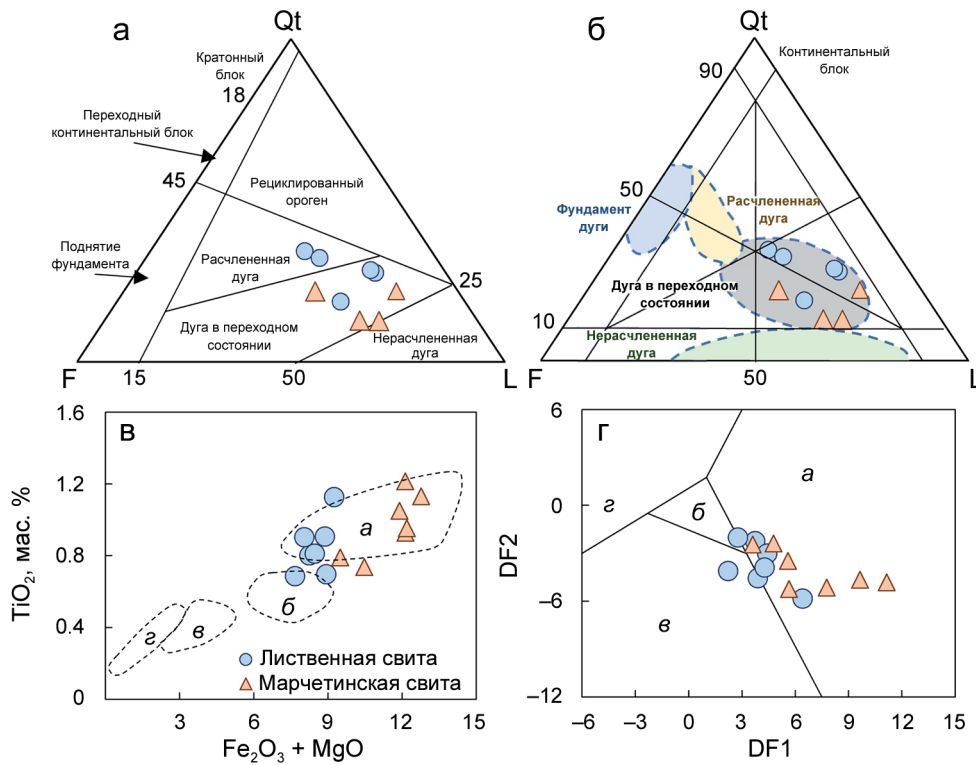 а
Qt
Кратонный
блок
18
Переходный
континентальный блок
45
Рециклированный
ороген
Поднятие
фундамента
Расчлененная
дуга
25
Дуга в переходном
состоянии
Нерасчлененная
дуга
F
15
50
L
б
Qt
Континентальный
блок
90
50
Фундамент
дуги
Расчлененная
дуга
Дуга в переходном
состоянии
10
Нерасчлененная
дуга
F
50
L
в
1.6
1.2
0.8
0.4
0
TiO₂, мас. %
а
б
в
г
Лиственная свита
Марчетинская свита
3
6
9
12
15
Fe₂O₃ + MgO
г
6
0
–6
–12
DF2
а
г
б
в
–6
–3
0
3
6
9
12
15
DF1